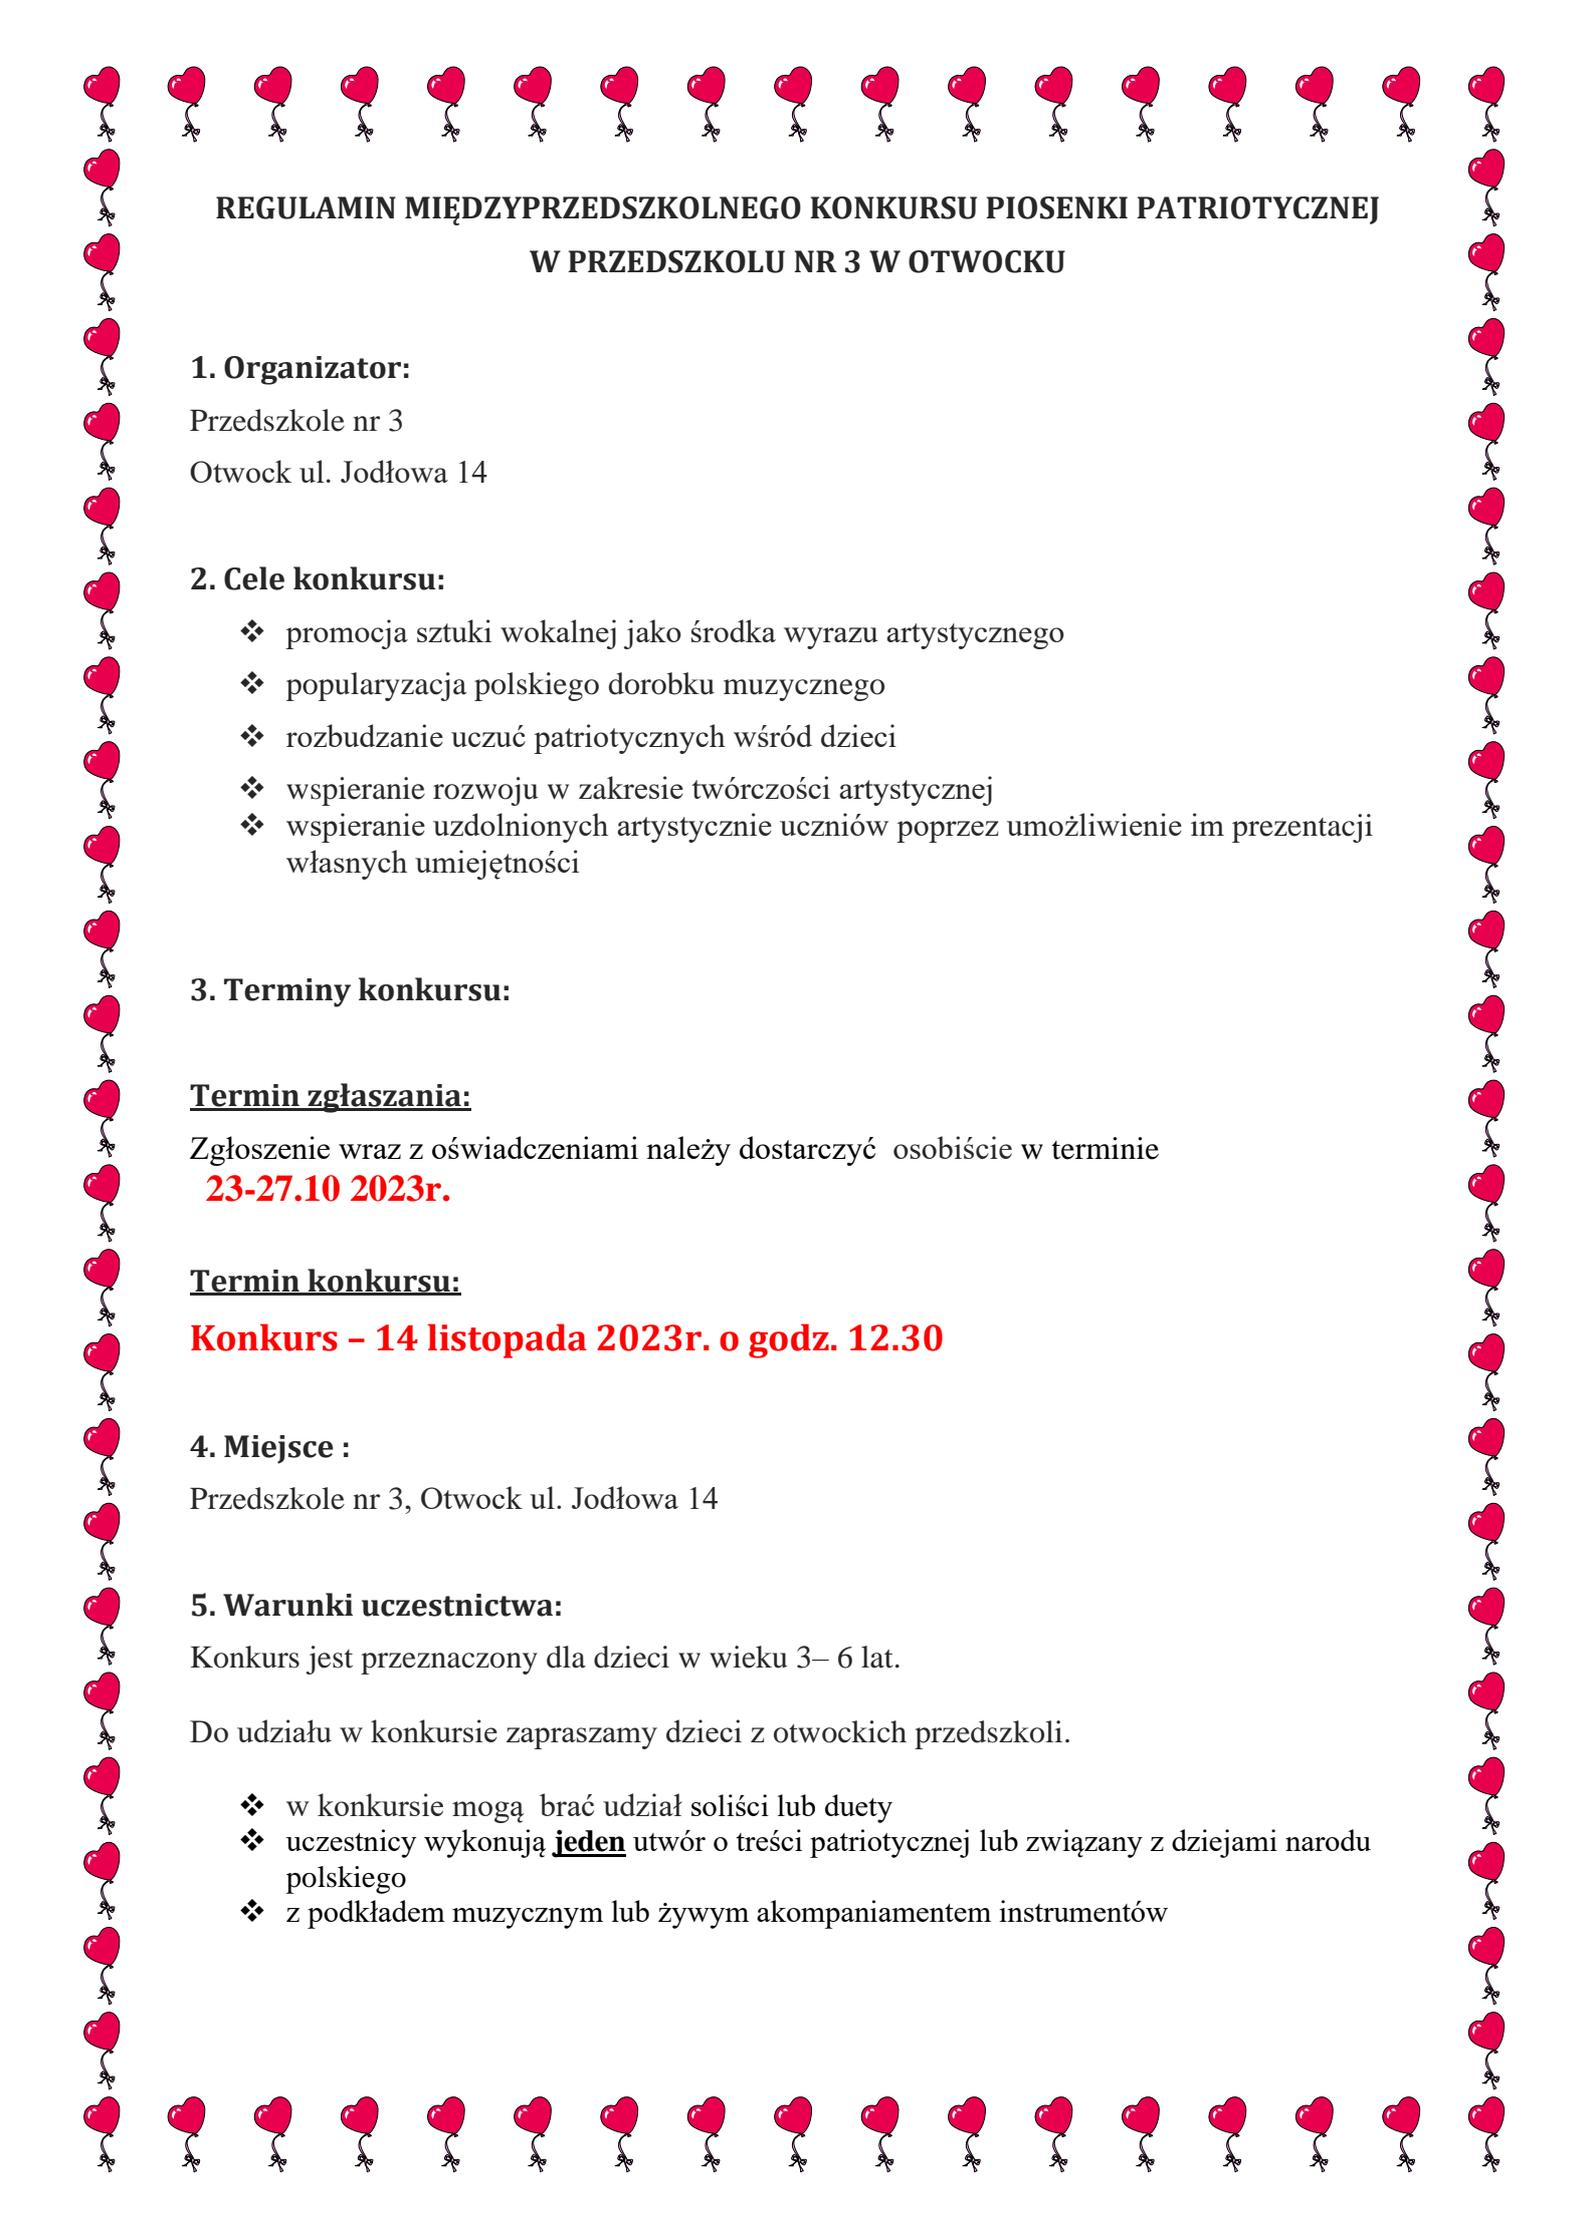 REGULAMIN MIĘDZYPRZEDSZKOLNEGO KONKURSU PIOSENKI PATRIOTYCZNEJ
W PRZEDSZKOLU NR 3 W OTWOCKU
1. Organizator:
Przedszkole nr 3
Otwock ul. Jodłowa 14
2. Cele konkursu:
❖ promocja sztuki wokalnej jako środka wyrazu artystycznego
❖ popularyzacja polskiego dorobku muzycznego
❖ rozbudzanie uczuć patriotycznych wśród dzieci
❖ wspieranie rozwoju w zakresie twórczości artystycznej
❖ wspieranie uzdolnionych artystycznie uczniów poprzez umożliwienie im prezentacji
własnych umiejętności
3. Terminy konkursu:
Termin zgłaszania:
Zgłoszenie wraz z oświadczeniami należy dostarczyć  osobiście w terminie
23-27.10 2023r.
Termin konkursu:
Konkurs – 14 listopada 2023r. o godz. 12.30
4. Miejsce :
Przedszkole nr 3, Otwock ul. Jodłowa 14
5. Warunki uczestnictwa:
Konkurs jest przeznaczony dla dzieci w wieku 3– 6 lat.
Do udziału w konkursie zapraszamy dzieci z otwockich przedszkoli.
❖ w konkursie mogą  brać udział soliści lub duety
❖ uczestnicy wykonują jeden utwór o treści patriotycznej lub związany z dziejami narodu
polskiego
❖ z podkładem muzycznym lub żywym akompaniamentem instrumentów